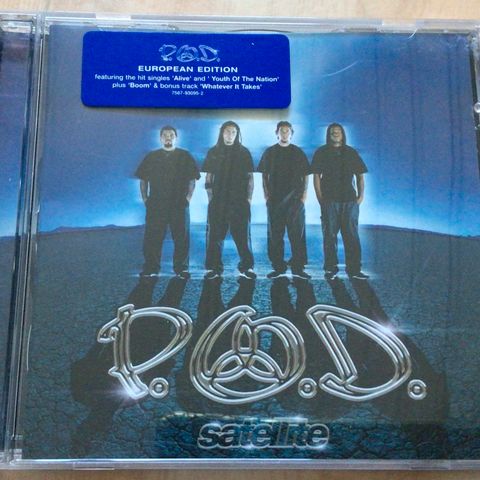 P.O.D.
EUROPEAN EDITION
featuring the hit singles 'Alive' and ' Youth Of The Nation'
plus 'Boom' & bonus track 'Whatever It Takes'
7567-93095-2
P.O.D.
satellite